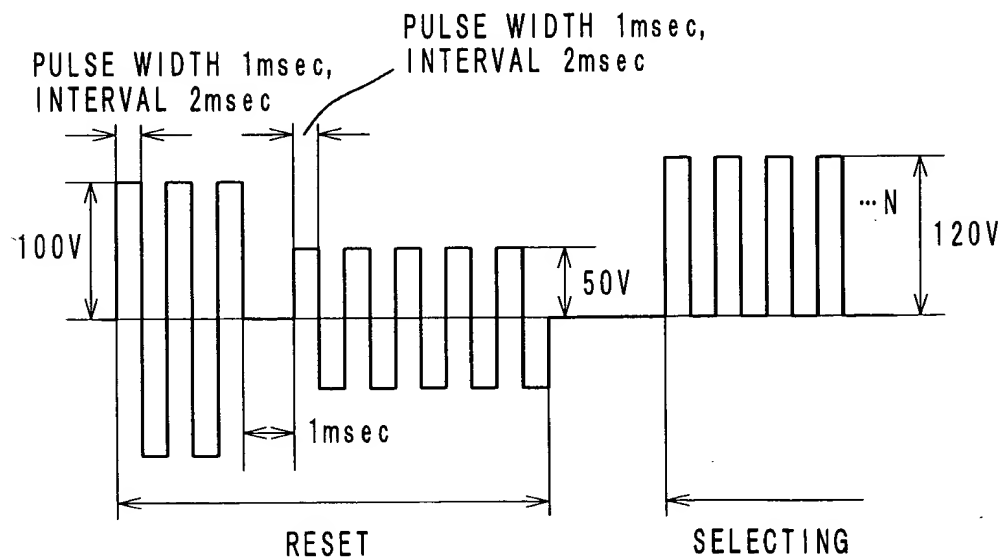 PULSE WIDTH 1msec,
INTERVAL 2msec
PULSE WIDTH 1msec,
INTERVAL 2msec
100V
50V
…N
120V
1msec
RESET
SELECTING